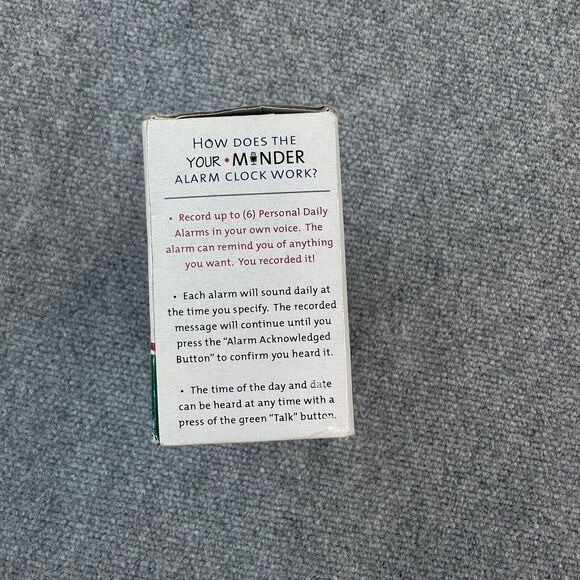 HOW DOES THE
YOUR • MINDER
ALARM CLOCK WORK?
• Record up to (6) Personal Daily
Alarms in your own voice. The
alarm can remind you of anything
you want. You recorded it!
• Each alarm will sound daily at
the time you specify. The recorded
message will continue until you
press the “Alarm Acknowledged
Button” to confirm you heard it.
• The time of the day and date
can be heard at any time with a
press of the green “Talk” button.